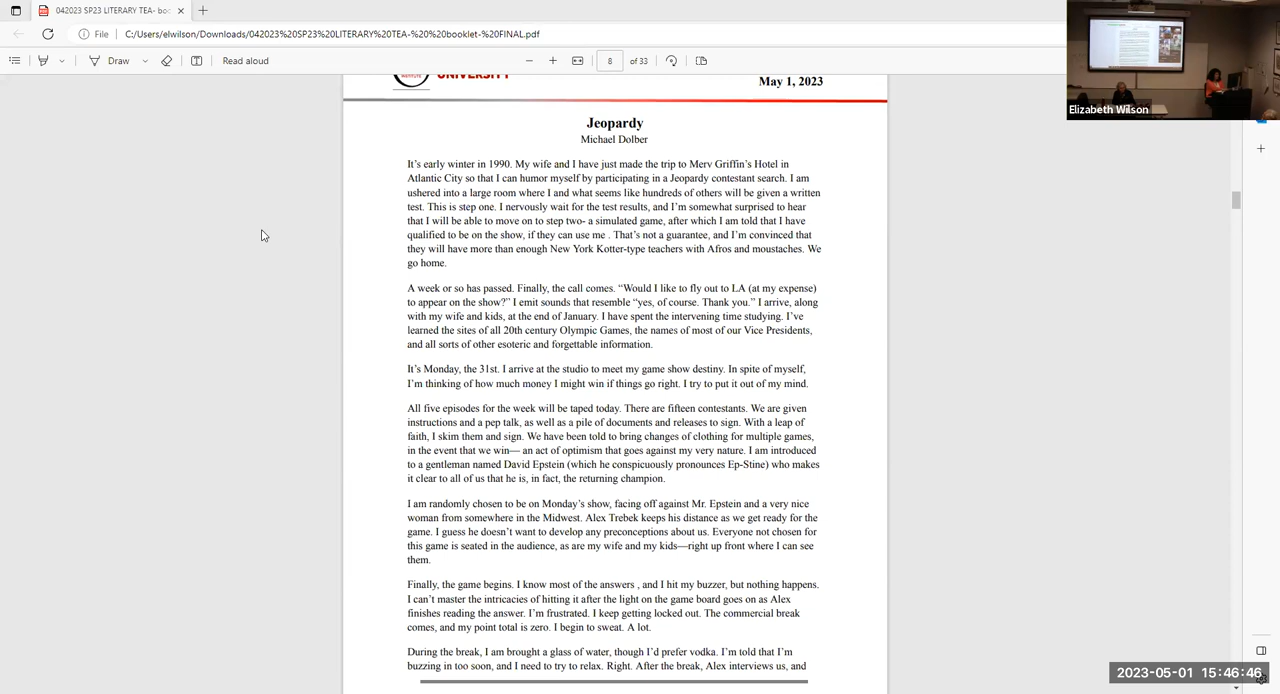 042023 SP23 LITERARY TEA- boo
File
C:/Users/elwilson/Downloads/042023%20SP23%20LITERARY%20TEA-%20%20booklet-%20FINAL.pdf
Draw
Read aloud
8
of 33
Elizabeth Wilson
INSTITUTE
UNIVERSITY
May 1, 2023
Jeopardy
Michael Dolber
It’s early winter in 1990. My wife and I have just made the trip to Merv Griffin’s Hotel in
Atlantic City so that I can humor myself by participating in a Jeopardy contestant search. I am
ushered into a large room where I and what seems like hundreds of others will be given a written
test. This is step one. I nervously wait for the test results, and I’m somewhat surprised to hear
that I will be able to move on to step two- a simulated game, after which I am told that I have
qualified to be on the show, if they can use me . That’s not a guarantee, and I’m convinced that
they will have more than enough New York Kotter-type teachers with Afros and moustaches. We
go home.
A week or so has passed. Finally, the call comes. “Would I like to fly out to LA (at my expense)
to appear on the show?” I emit sounds that resemble “yes, of course. Thank you.” I arrive, along
with my wife and kids, at the end of January. I have spent the intervening time studying. I’ve
learned the sites of all 20th century Olympic Games, the names of most of our Vice Presidents,
and all sorts of other esoteric and forgettable information.
It’s Monday, the 31st. I arrive at the studio to meet my game show destiny. In spite of myself,
I’m thinking of how much money I might win if things go right. I try to put it out of my mind.
All five episodes for the week will be taped today. There are fifteen contestants. We are given
instructions and a pep talk, as well as a pile of documents and releases to sign. With a leap of
faith, I skim them and sign. We have been told to bring changes of clothing for multiple games,
in the event that we win— an act of optimism that goes against my very nature. I am introduced
to a gentleman named David Epstein (which he conspicuously pronounces Ep-Stine) who makes
it clear to all of us that he is, in fact, the returning champion.
I am randomly chosen to be on Monday’s show, facing off against Mr. Epstein and a very nice
woman from somewhere in the Midwest. Alex Trebek keeps his distance as we get ready for the
game. I guess he doesn’t want to develop any preconceptions about us. Everyone not chosen for
this game is seated in the audience, as are my wife and my kids—right up front where I can see
them.
Finally, the game begins. I know most of the answers , and I hit my buzzer, but nothing happens.
I can’t master the intricacies of hitting it after the light on the game board goes on as Alex
finishes reading the answer. I’m frustrated. I keep getting locked out. The commercial break
comes, and my point total is zero. I begin to sweat. A lot.
During the break, I am brought a glass of water, though I’d prefer vodka. I’m told that I’m
buzzing in too soon, and I need to try to relax. Right. After the break, Alex interviews us, and
2023-05-01 15:46:46